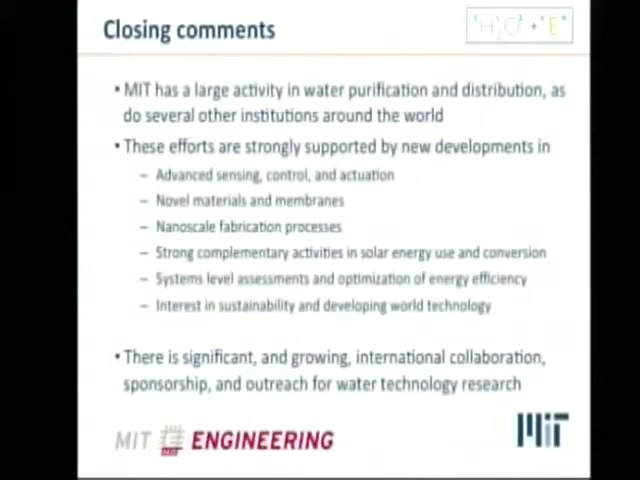 Closing comments
H₂O + E
• MIT has a large activity in water purification and distribution, as
do several other institutions around the world
• These efforts are strongly supported by new developments in
– Advanced sensing, control, and actuation
– Novel materials and membranes
– Nanoscale fabrication processes
– Strong complementary activities in solar energy use and conversion
– Systems level assessments and optimization of energy efficiency
– Interest in sustainability and developing world technology
• There is significant, and growing, international collaboration,
sponsorship, and outreach for water technology research
MIT ENGINEERING
MIT